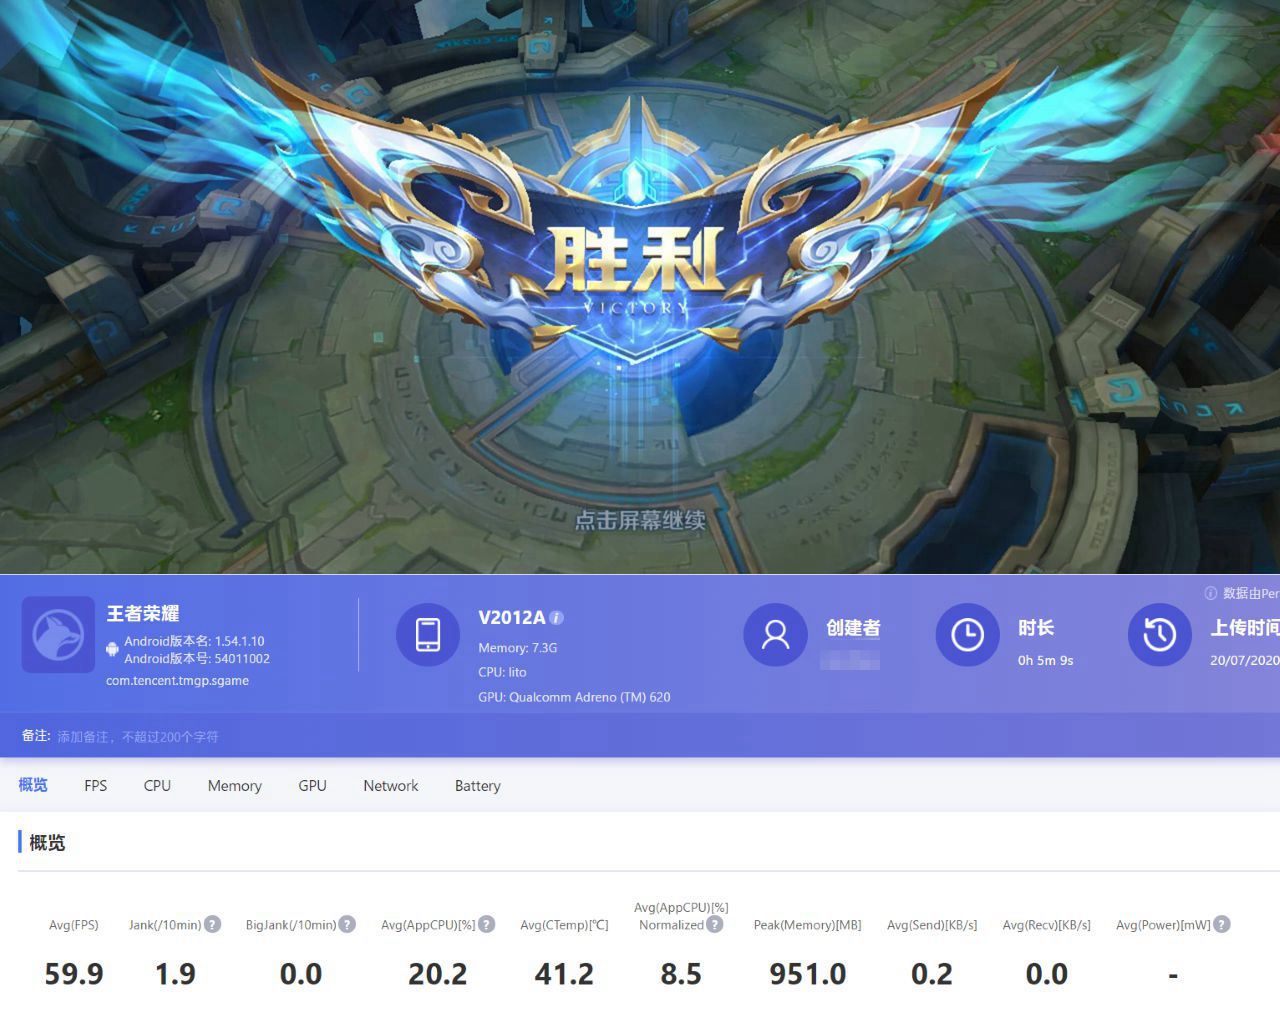 胜利
VICTORY
点击屏幕继续
数据由Per
王者荣耀
Android版本名: 1.54.1.10
Android版本号: 54011002
com.tencent.tmgp.sgame
V2012A
Memory: 7.3G
CPU: lito
GPU: Qualcomm Adreno (TM) 620
创建者
时长
0h 5m 9s
上传时间
20/07/2020
备注: 添加备注，不超过200个字符
概览 FPS CPU Memory GPU Network Battery
概览
Avg(FPS) Jank(/10min) BigJank(/10min) Avg(AppCPU)[%] Avg(CTemp)[℃] Avg(AppCPU)[%] Normalized Peak(Memory)[MB] Avg(Send)[KB/s] Avg(Recv)[KB/s] Avg(Power)[mW]
59.9 1.9 0.0 20.2 41.2 8.5 951.0 0.2 0.0 -